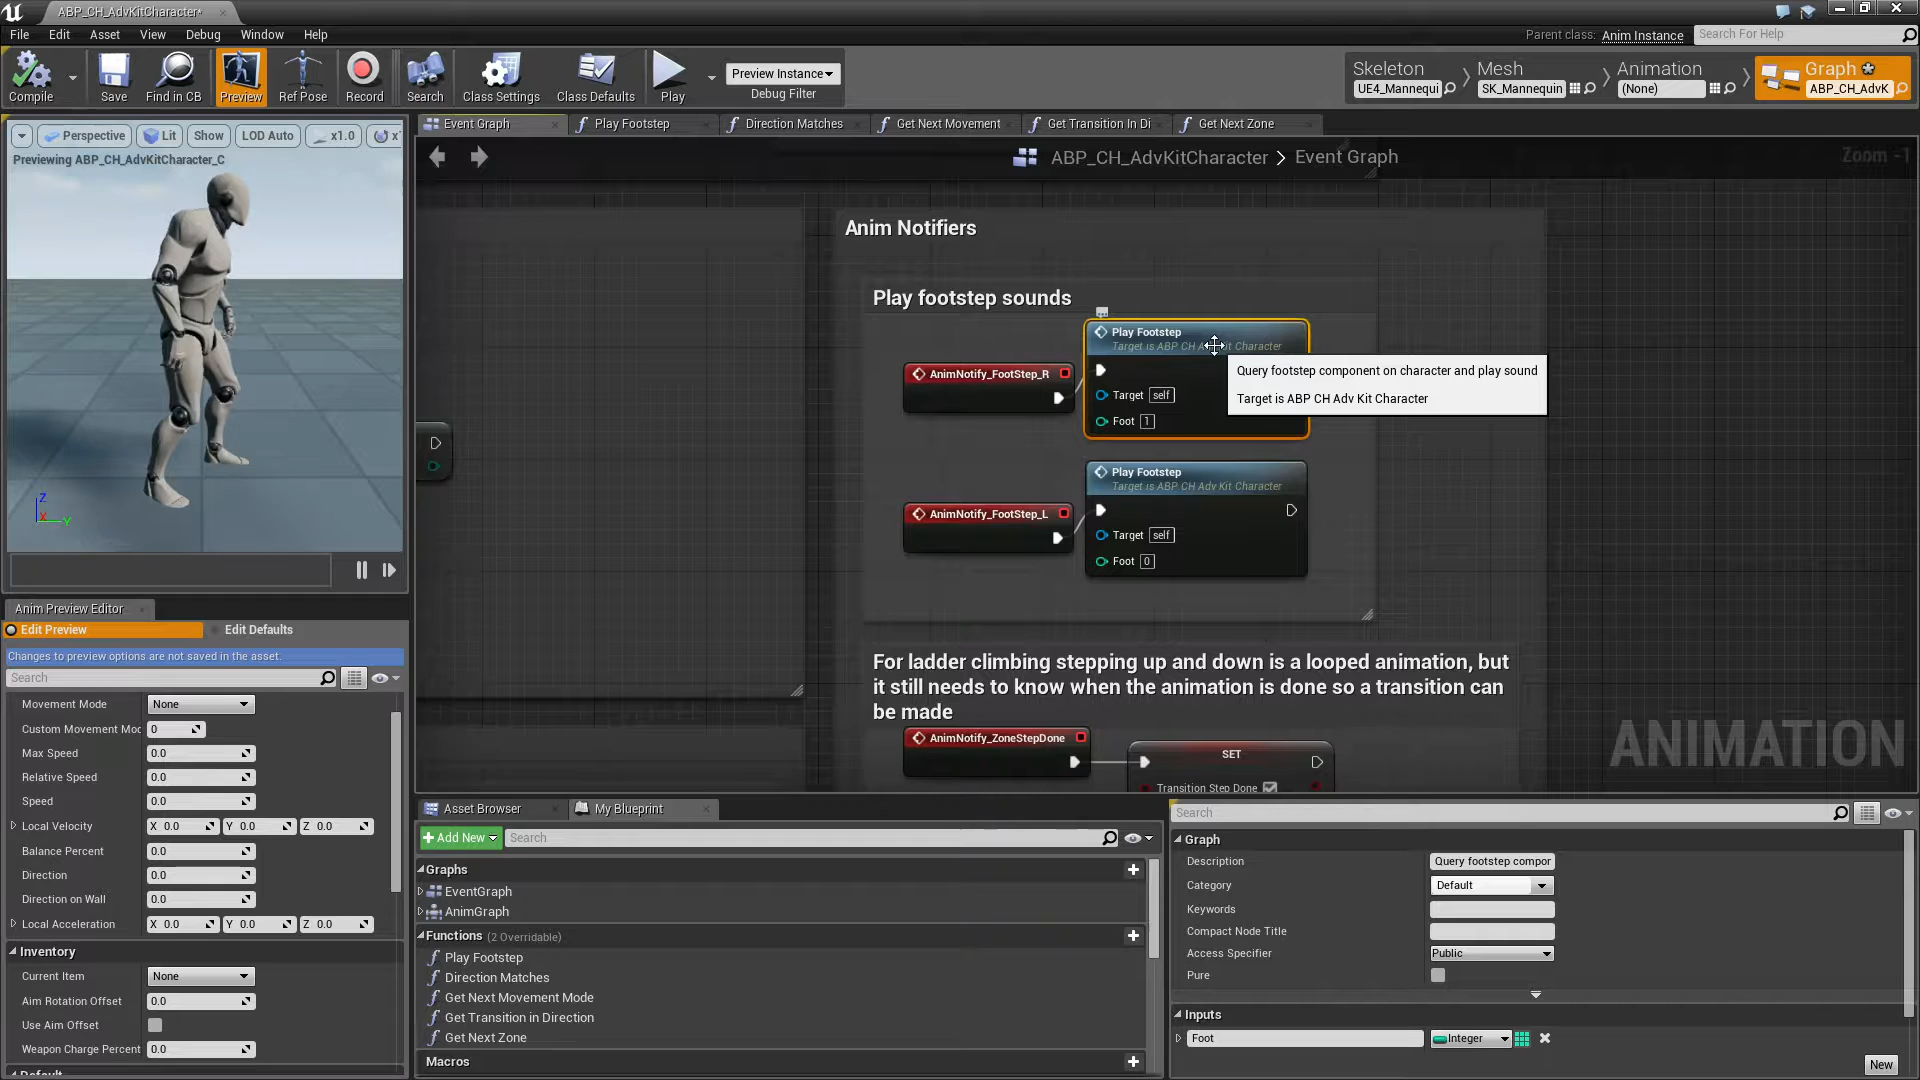 ABP_CH_AdvKitCharacter*
File Edit Asset View Debug Window Help
Parent class: Anim Instance
Search For Help
Compile
Save
Find in CB
Preview
Ref Pose
Record
Search
Class Settings
Class Defaults
Play
Preview Instance
Debug Filter
Skeleton
UE4_Mannequi
Mesh
SK_Mannequin
Animation
(None)
Graph
ABP_CH_AdvK
Perspective
Lit
Show
LOD Auto
x1.0
Previewing ABP_CH_AdvKitCharacter_C
Z
X
Y
Event Graph
Play Footstep
Direction Matches
Get Next Movement
Get Transition In Di
Get Next Zone
ABP_CH_AdvKitCharacter > Event Graph
Zoom -1
Anim Notifiers
Play footstep sounds
AnimNotify_FootStep_R
Play Footstep
Target is ABP CH Adv Kit Character
Target self
Foot 1
Query footstep component on character and play sound
Target is ABP CH Adv Kit Character
AnimNotify_FootStep_L
Play Footstep
Target is ABP CH Adv Kit Character
Target self
Foot 0
For ladder climbing stepping up and down is a looped animation, but
it still needs to know when the animation is done so a transition can
be made
AnimNotify_ZoneStepDone
SET
Transition Step Done
ANIMATION
Anim Preview Editor
Edit Preview
Edit Defaults
Changes to preview options are not saved in the asset.
Search
Movement Mode None
Custom Movement Moc 0
Max Speed 0.0
Relative Speed 0.0
Speed 0.0
Local Velocity X 0.0 Y 0.0 Z 0.0
Balance Percent 0.0
Direction 0.0
Direction on Wall 0.0
Local Acceleration X 0.0 Y 0.0 Z 0.0
Inventory
Current Item None
Aim Rotation Offset 0.0
Use Aim Offset
Weapon Charge Percent 0.0
Asset Browser
My Blueprint
Add New
Search
Graphs
EventGraph
AnimGraph
Functions (2 Overridable)
Play Footstep
Direction Matches
Get Next Movement Mode
Get Transition in Direction
Get Next Zone
Macros
Search
Graph
Description Query footstep compor
Category Default
Keywords
Compact Node Title
Access Specifier Public
Pure
Inputs
Foot Integer
New